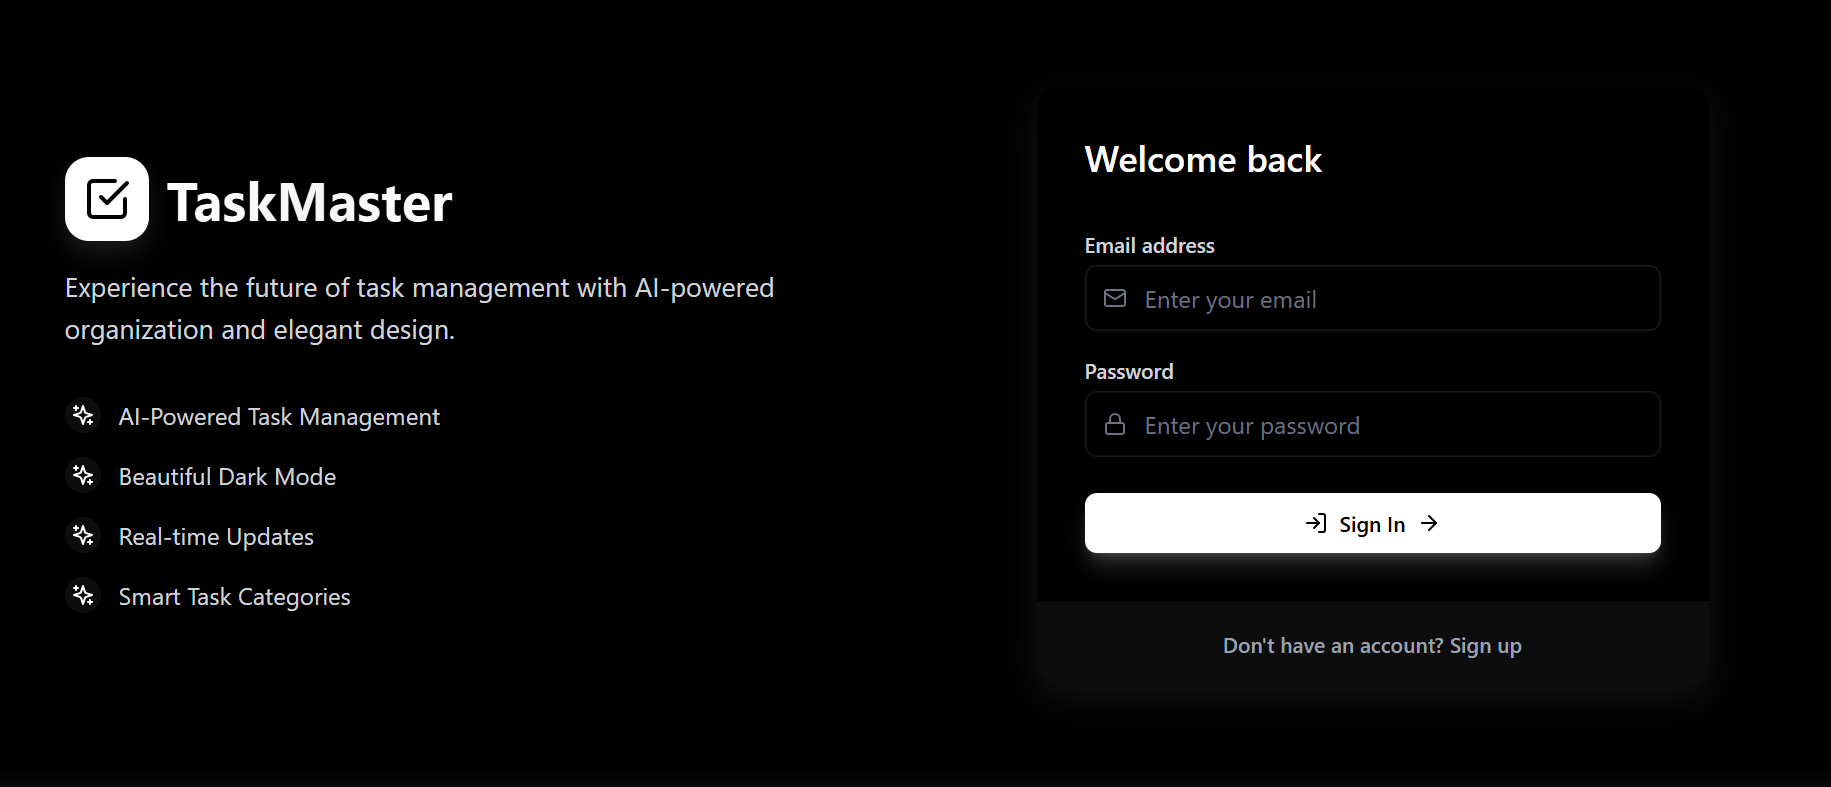 TaskMaster
Experience the future of task management with AI-powered
organization and elegant design.
AI-Powered Task Management
Beautiful Dark Mode
Real-time Updates
Smart Task Categories
Welcome back
Email address
Enter your email
Password
Enter your password
Sign In
Don't have an account? Sign up